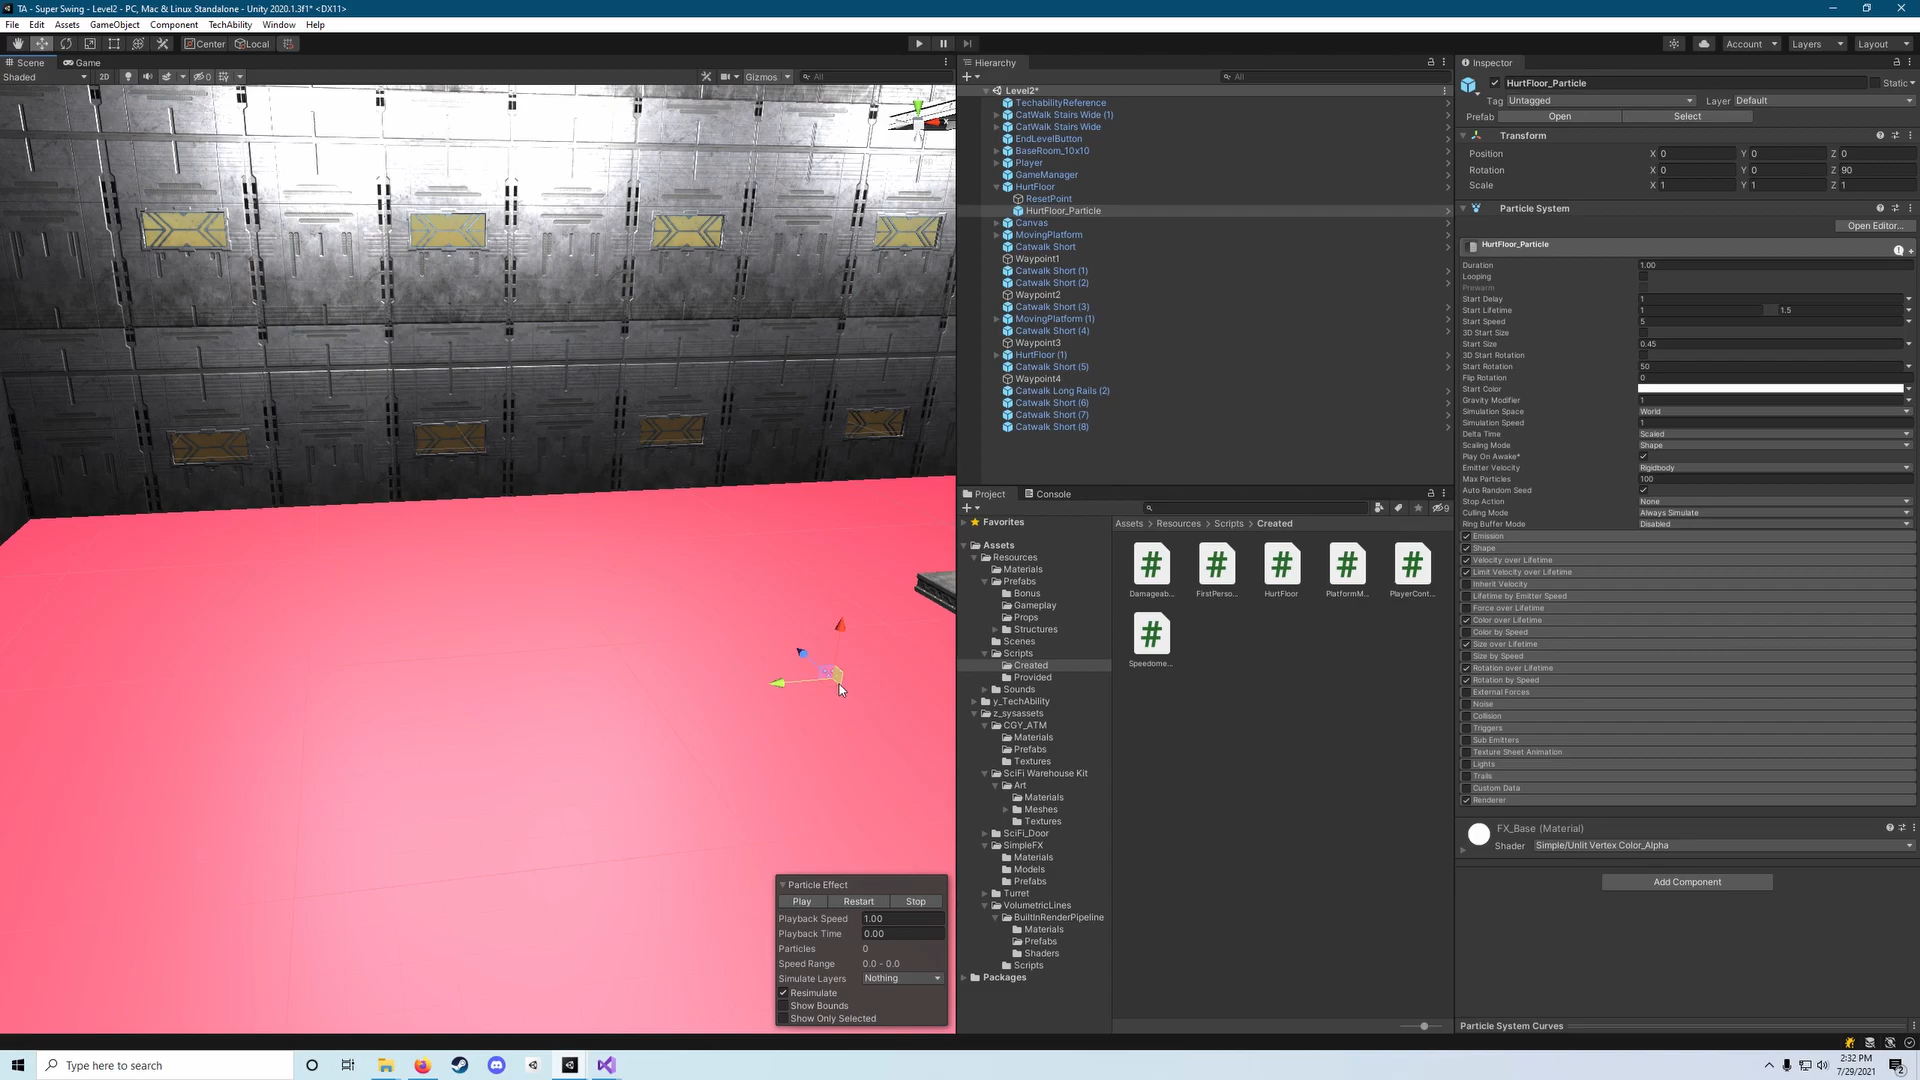 TA - Super Swing - Level2 - PC, Mac & Linux Standalone - Unity 2020.1.3f1* <DX11>
File Edit Assets GameObject Component TechAbility Window Help
Center Local Account Layers Layout
Scene Game
Shaded 2D 0 Gizmos All
Persp
Hierarchy
All
Level2*
TechabilityReference
CatWalk Stairs Wide (1)
CatWalk Stairs Wide
EndLevelButton
BaseRoom_10x10
Player
GameManager
HurtFloor
ResetPoint
HurtFloor_Particle
Canvas
MovingPlatform
Catwalk Short
Waypoint1
Catwalk Short (1)
Catwalk Short (2)
Waypoint2
Catwalk Short (3)
MovingPlatform (1)
Catwalk Short (4)
Waypoint3
HurtFloor (1)
Catwalk Short (5)
Waypoint4
Catwalk Long Rails (2)
Catwalk Short (6)
Catwalk Short (7)
Catwalk Short (8)
Project Console
9
Favorites
Assets
Resources
Materials
Prefabs
Bonus
Gameplay
Props
Structures
Scenes
Scripts
Created
Provided
Sounds
y_TechAbility
z_sysassets
CGY_ATM
Materials
Prefabs
Textures
SciFi Warehouse Kit
Art
Materials
Meshes
Textures
SciFi_Door
SimpleFX
Materials
Models
Prefabs
Turret
VolumetricLines
BuiltInRenderPipeline
Materials
Prefabs
Shaders
Scripts
Packages
Assets > Resources > Scripts > Created
# # # # #
Damageab... FirstPerso... HurtFloor PlatformM... PlayerCont...
#
Speedome...
Particle Effect
Play Restart Stop
Playback Speed 1.00
Playback Time 0.00
Particles 0
Speed Range 0.0 - 0.0
Simulate Layers Nothing
Resimulate
Show Bounds
Show Only Selected
Inspector
HurtFloor_Particle Static
Tag Untagged Layer Default
Prefab Open Select
Transform
Position X 0 Y 0 Z 0
Rotation X 0 Y 0 Z 90
Scale X 1 Y 1 Z 1
Particle System
Open Editor...
HurtFloor_Particle
Duration 1.00
Looping
Prewarm
Start Delay 1
Start Lifetime 1 1.5
Start Speed 5
3D Start Size
Start Size 0.45
3D Start Rotation
Start Rotation 50
Flip Rotation 0
Start Color
Gravity Modifier 1
Simulation Space World
Simulation Speed 1
Delta Time Scaled
Scaling Mode Shape
Play On Awake*
Emitter Velocity Rigidbody
Max Particles 100
Auto Random Seed
Stop Action None
Culling Mode Always Simulate
Ring Buffer Mode Disabled
Emission
Shape
Velocity over Lifetime
Limit Velocity over Lifetime
Inherit Velocity
Lifetime by Emitter Speed
Force over Lifetime
Color over Lifetime
Color by Speed
Size over Lifetime
Size by Speed
Rotation over Lifetime
Rotation by Speed
External Forces
Noise
Collision
Triggers
Sub Emitters
Texture Sheet Animation
Lights
Trails
Custom Data
Renderer
FX_Base (Material)
Shader Simple/Unlit Vertex Color_Alpha
Add Component
Particle System Curves
Type here to search
2:32 PM
7/29/2021
2